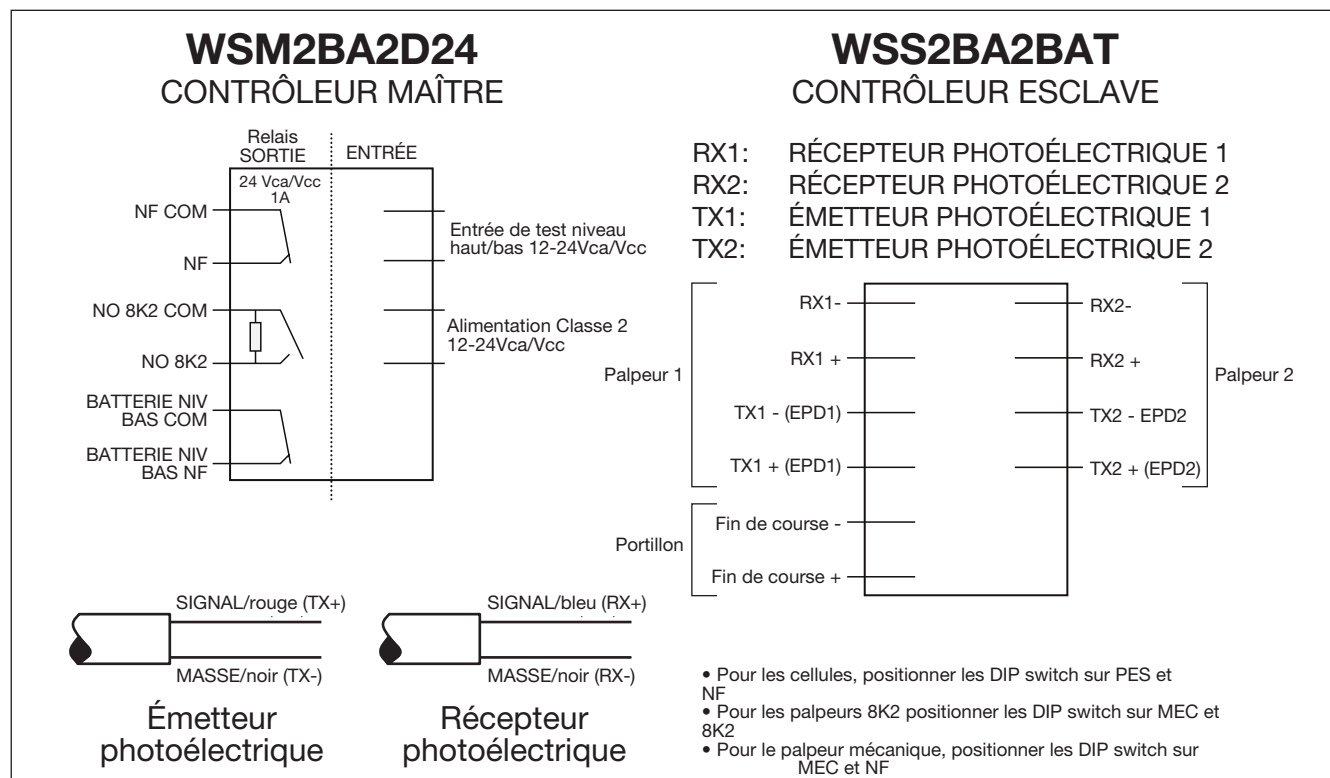 WSM2BA2D24
CONTRÔLEUR MAÎTRE
Relais
SORTIE
ENTRÉE
24 Vca/Vcc
1A
NF COM
NF
NO 8K2 COM
NO 8K2
BATTERIE NIV
BAS COM
BATTERIE NIV
BAS NF
Entrée de test niveau
haut/bas 12-24Vca/Vcc
Alimentation Classe 2
12-24Vca/Vcc
SIGNAL/rouge (TX+)
MASSE/noir (TX-)
Émetteur
photoélectrique
SIGNAL/bleu (RX+)
MASSE/noir (RX-)
Récepteur
photoélectrique
WSS2BA2BAT
CONTRÔLEUR ESCLAVE
RX1: RÉCEPTEUR PHOTOÉLECTRIQUE 1
RX2: RÉCEPTEUR PHOTOÉLECTRIQUE 2
TX1: ÉMETTEUR PHOTOÉLECTRIQUE 1
TX2: ÉMETTEUR PHOTOÉLECTRIQUE 2
Palpeur 1
RX1-
RX1 +
TX1 - (EPD1)
TX1 + (EPD1)
Portillon
Fin de course -
Fin de course +
RX2-
RX2 +
TX2 - EPD2
TX2 + (EPD2)
Palpeur 2
• Pour les cellules, positionner les DIP switch sur PES et
NF
• Pour les palpeurs 8K2 positionner les DIP switch sur MEC et
8K2
• Pour le palpeur mécanique, positionner les DIP switch sur
MEC et NF